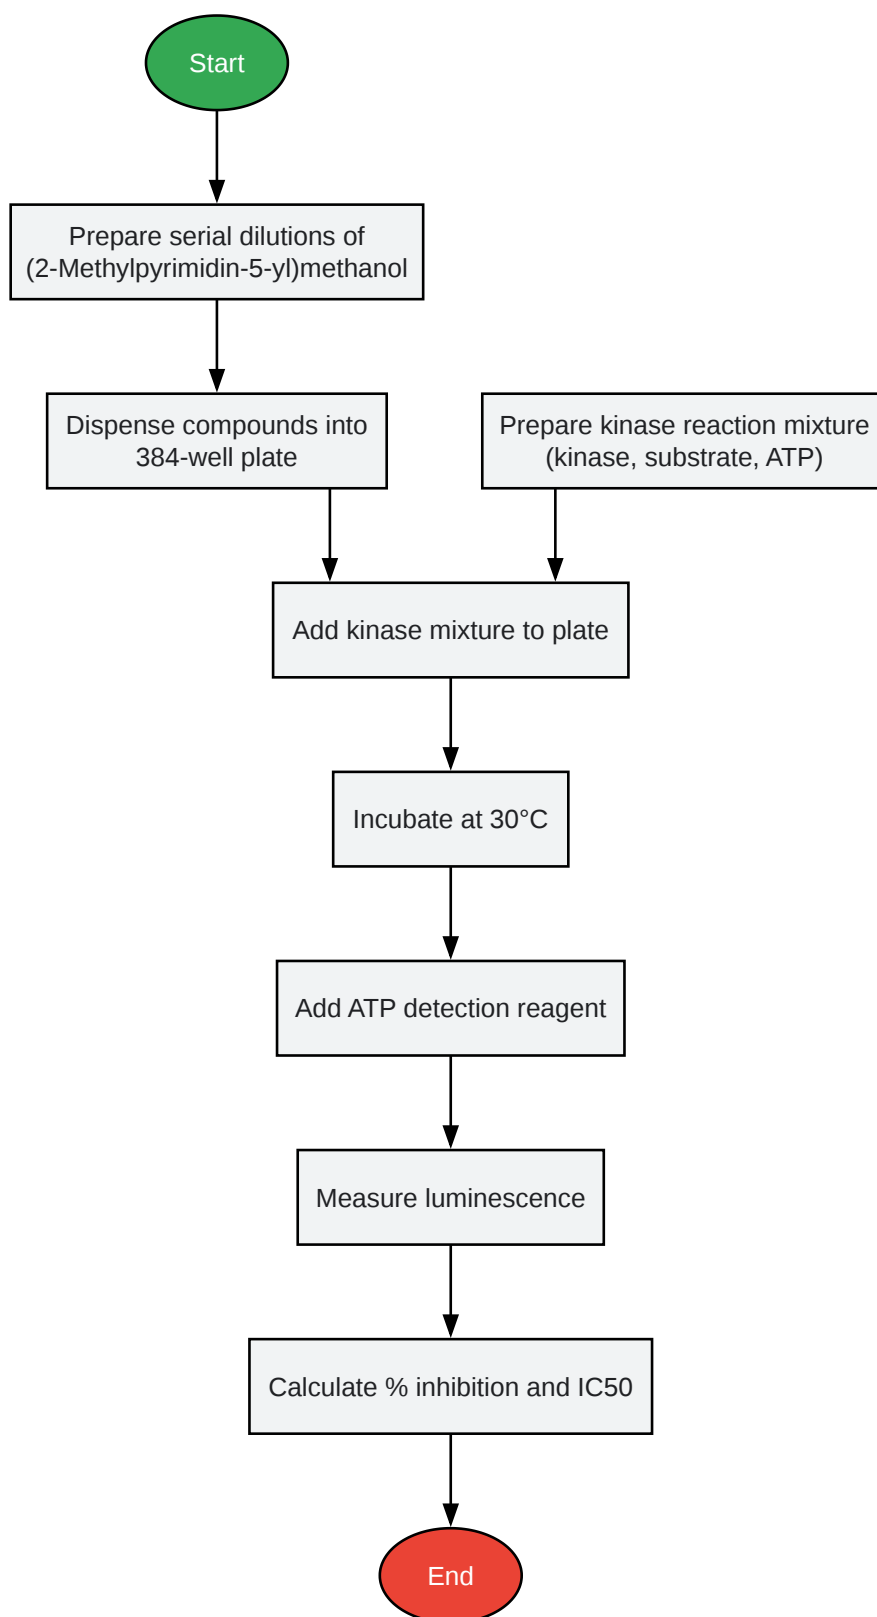 Start
Prepare serial dilutions of
(2-Methylpyrimidin-5-yl)methanol
Dispense compounds into
384-well plate
Prepare kinase reaction mixture
(kinase, substrate, ATP)
Add kinase mixture to plate
Incubate at 30°C
Add ATP detection reagent
Measure luminescence
Calculate % inhibition and IC50
End